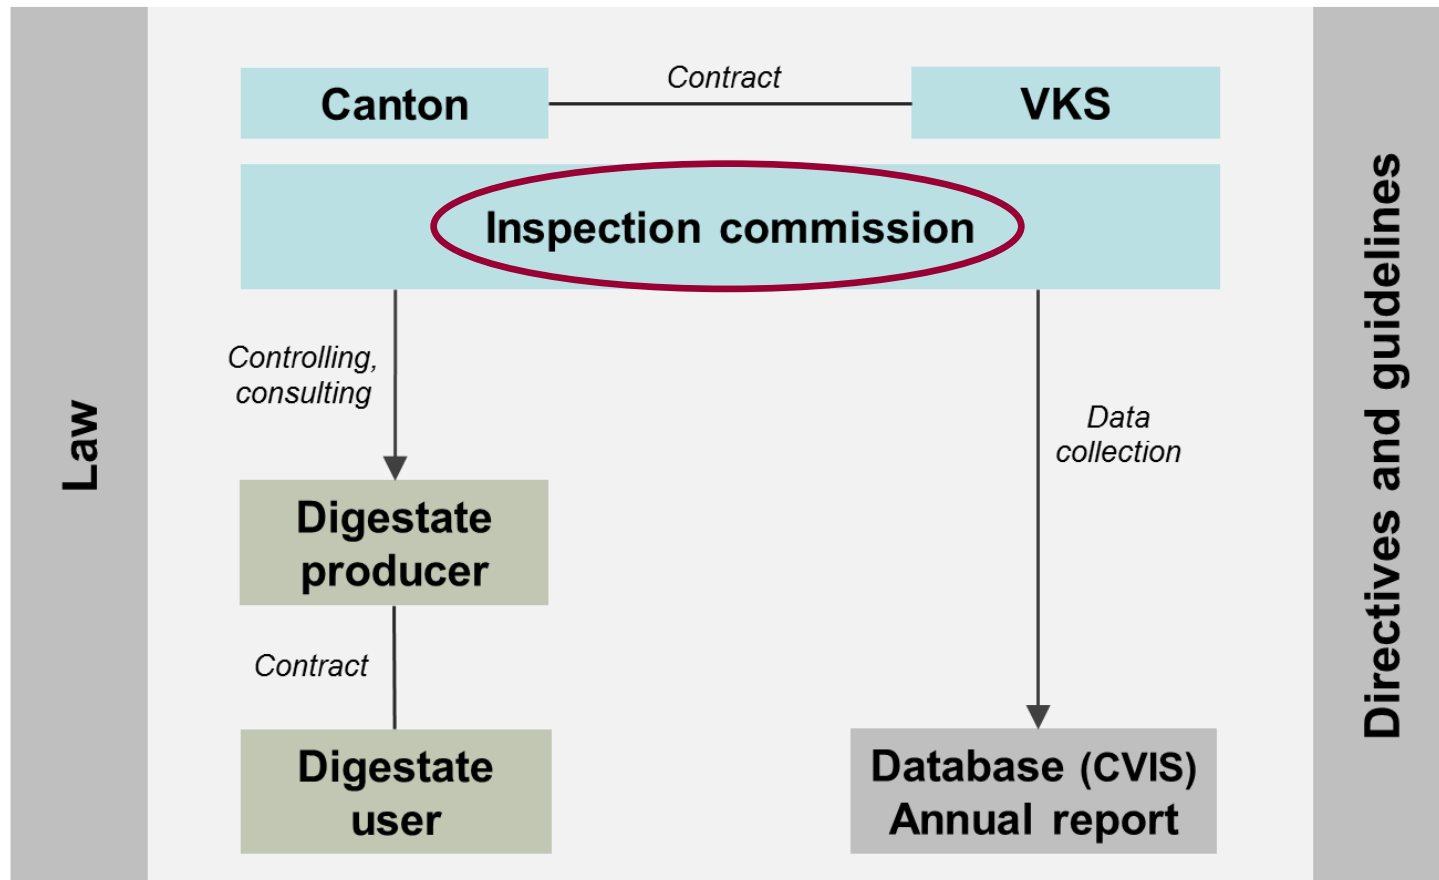 Law
Canton
Contract
VKS
Inspection commission
Controlling,
consulting
Data
collection
Digestate
producer
Contract
Digestate
user
Database (CVIS)
Annual report
Directives and guidelines